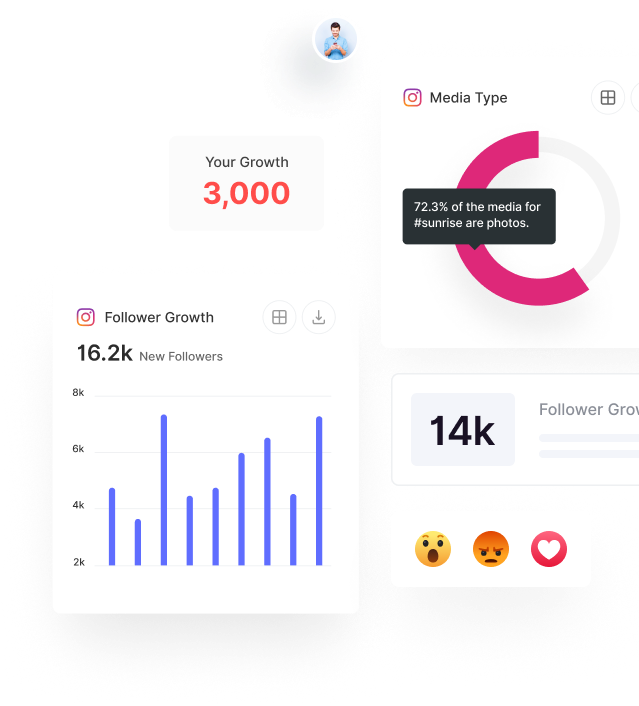 Media Type
72.3% of the media for
#sunrise are photos.
Your Growth
3,000
Follower Growth
16.2k New Followers
8k
6k
4k
2k
14k
Follower